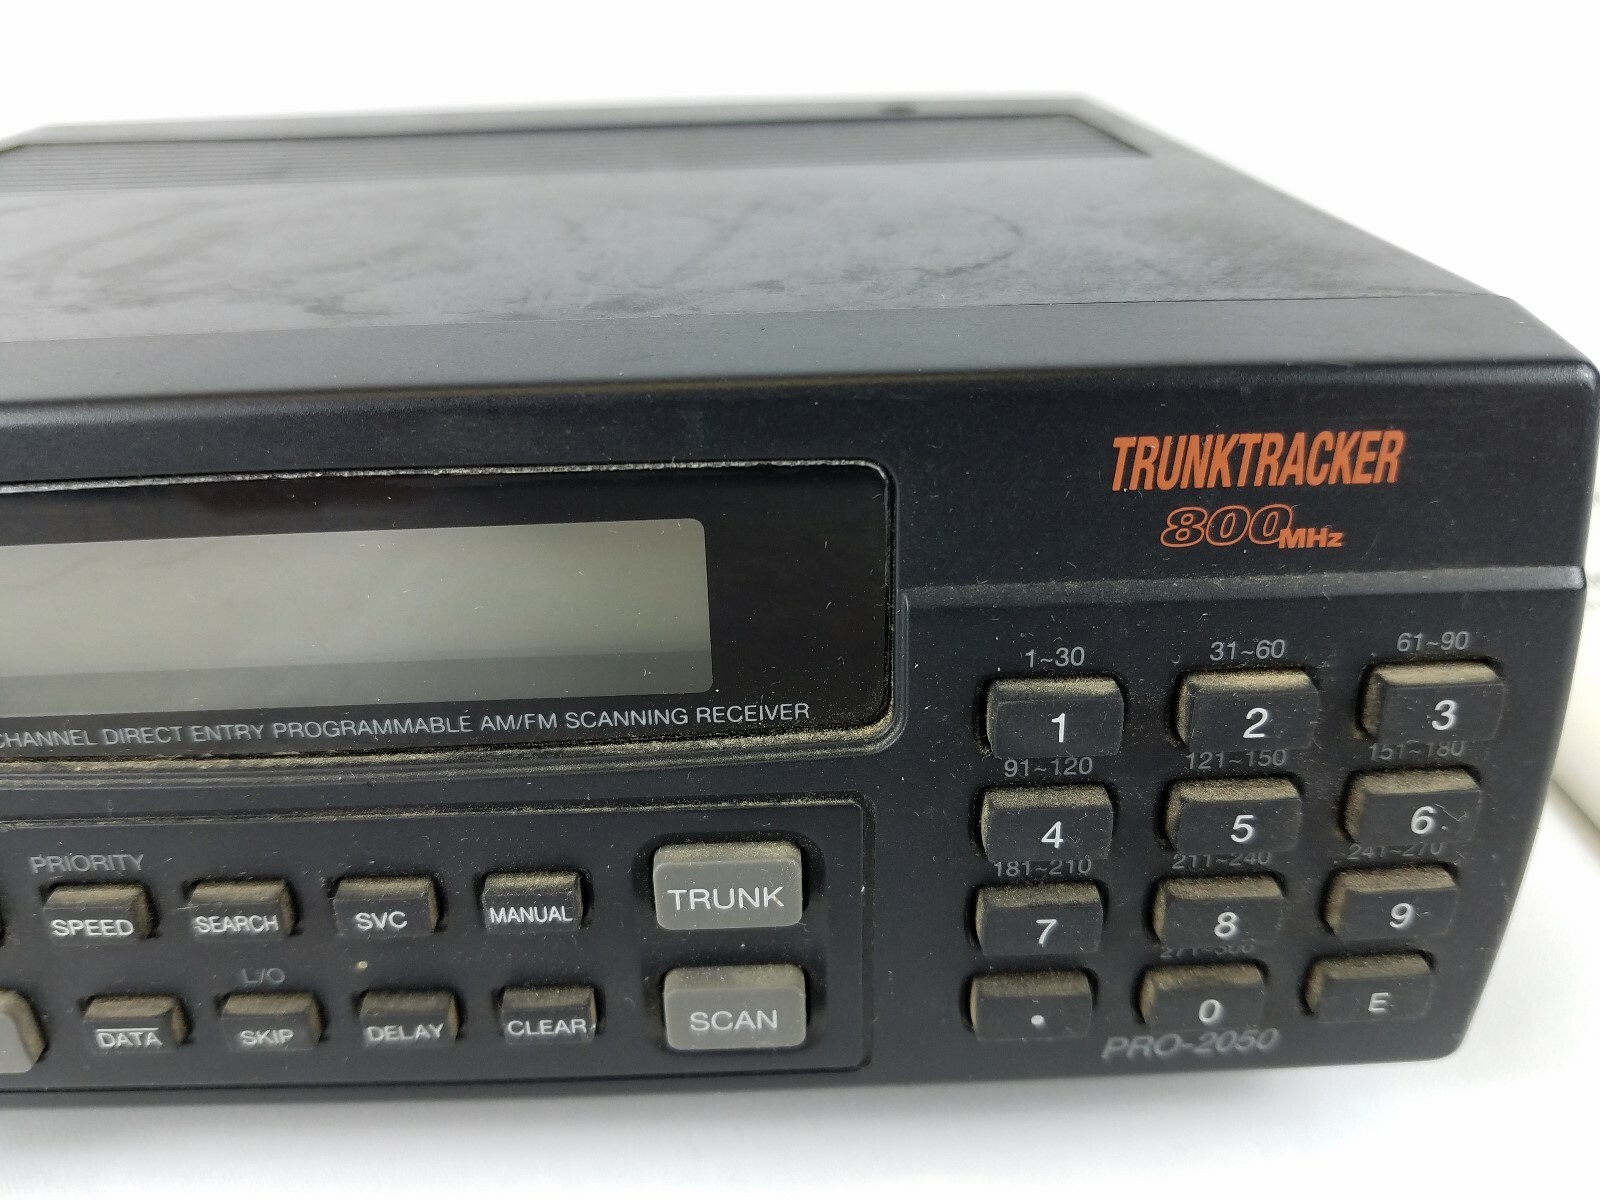 TRUNKTRACKER
800MHz
CHANNEL DIRECT ENTRY PROGRAMMABLE AM/FM SCANNING RECEIVER
1~30 31~60 61~90
1 2 3
91~120 121~150 151~180
4 5 6
181~210 211~240 241~270
7 8 9
271~300
. 0 E
PRO-2050
PRIORITY
SPEED SEARCH SVC MANUAL TRUNK
L/O
DATA SKIP DELAY CLEAR SCAN